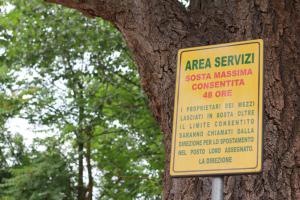 AREA SERVIZI
SOSTA MASSIMA
CONSENTITA
48 ORE
I PROPRIETARI DEI MEZZI
LASCIATI IN SOSTA OLTRE
IL LIMITE CONSENTITO
SARANNO CHIAMATI DALLA
DIREZIONE PER LO SPOSTAMENTO
NEL POSTO LORO ASSEGNATO.
LA DIREZIONE